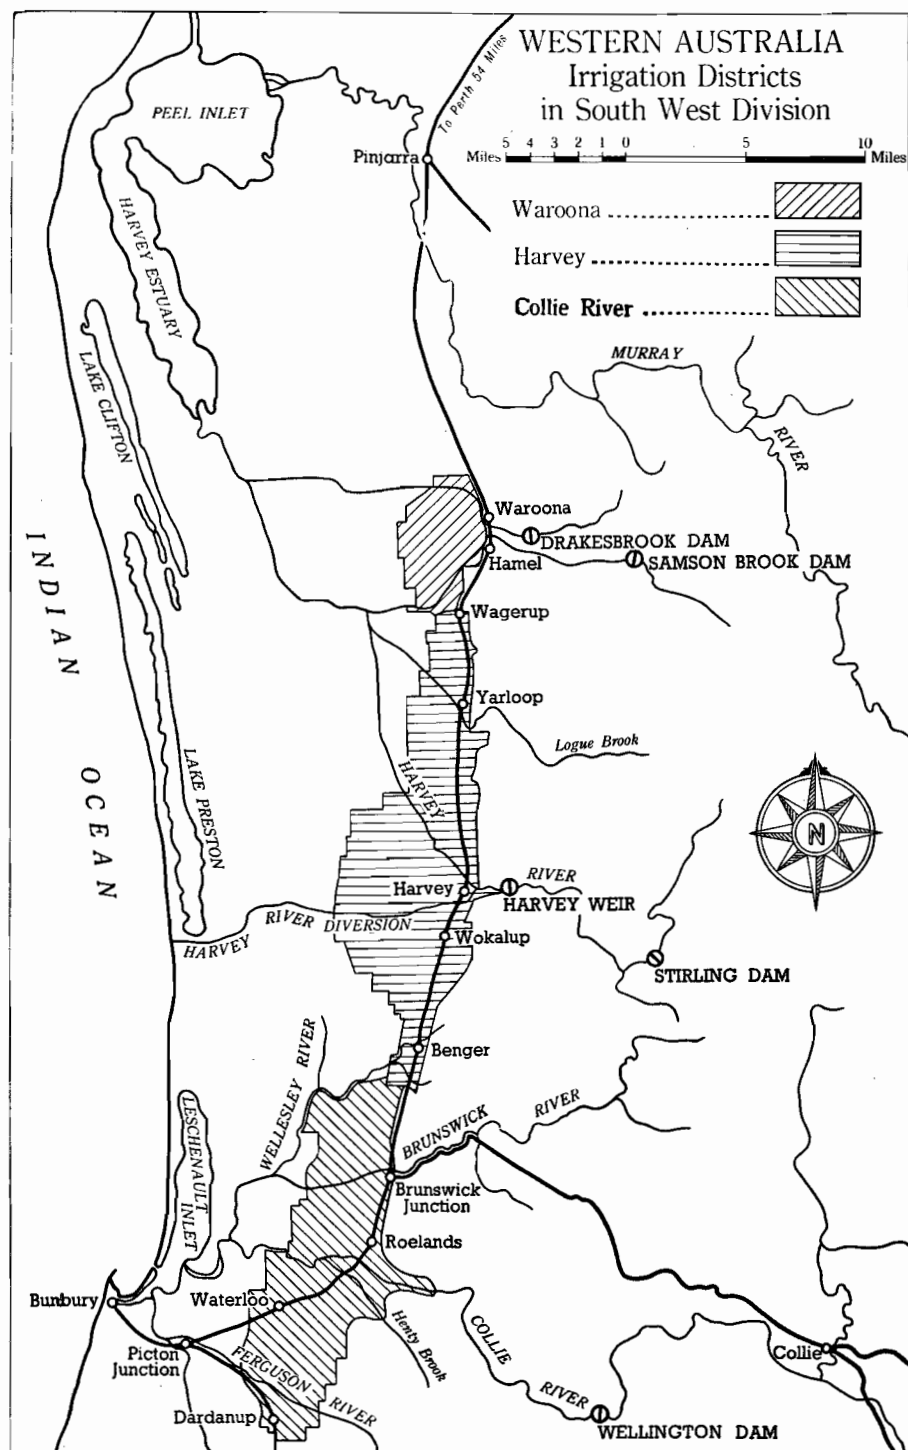 WESTERN AUSTRALIA
Irrigation Districts
in South West Division
To Perth 54 Miles
Miles 5 4 3 2 1 0 5 10 Miles
Waroona
Harvey
Collie River
PEEL INLET
Pinjarra
HARVEY ESTUARY
LAKE CLIFTON
MURRAY
RIVER
INDIAN
OCEAN
Waroona
DRAKESBROOK DAM
Hamel
SAMSON BROOK DAM
Wagerup
Yarloop
Logue Brook
LAKE PRESTON
HARVEY
N
Harvey
RIVER
HARVEY WEIR
HARVEY
RIVER
DIVERSION
Wokalup
STIRLING DAM
Benger
WELLESLEY RIVER
LESCHENAULT
INLET
BRUNSWICK
RIVER
Brunswick
Junction
Roelands
Bunbury
Waterloo
Henty Brook
COLLIE
RIVER
Picton
Junction
FERGUSON
RIVER
Collie
Dardanup
WELLINGTON DAM